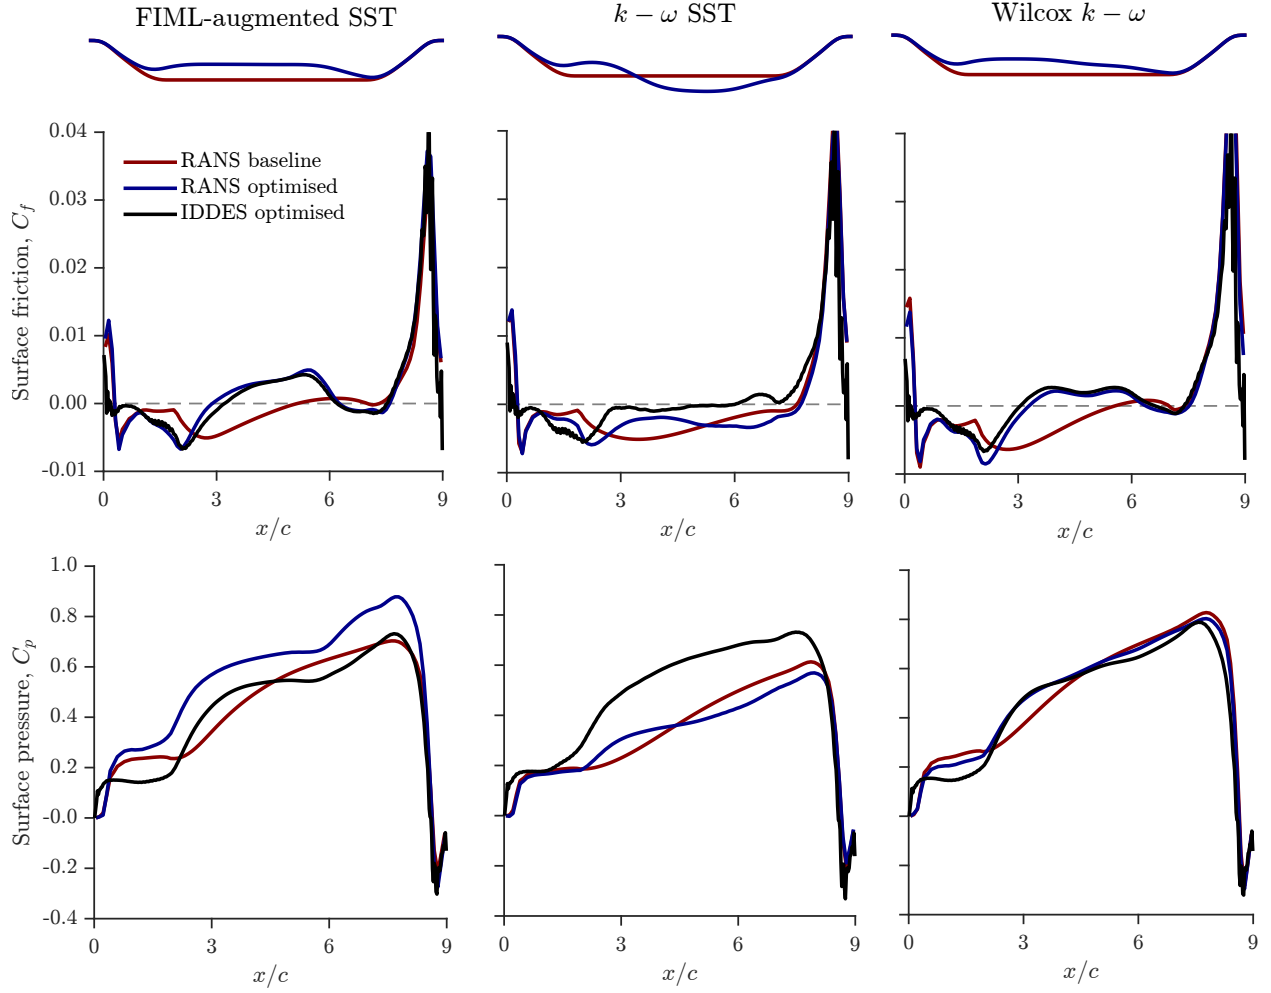 FIML-augmented SST
k − ω SST
Wilcox k − ω
Surface friction, C_f
0.04
0.03
0.02
0.01
0.00
-0.01
RANS baseline
RANS optimised
IDDES optimised
0 3 6 9
x/c
0 3 6 9
x/c
0 3 6 9
x/c
Surface pressure, C_p
1.0
0.8
0.6
0.4
0.2
-0.0
-0.2
-0.4
0 3 6 9
x/c
0 3 6 9
x/c
0 3 6 9
x/c